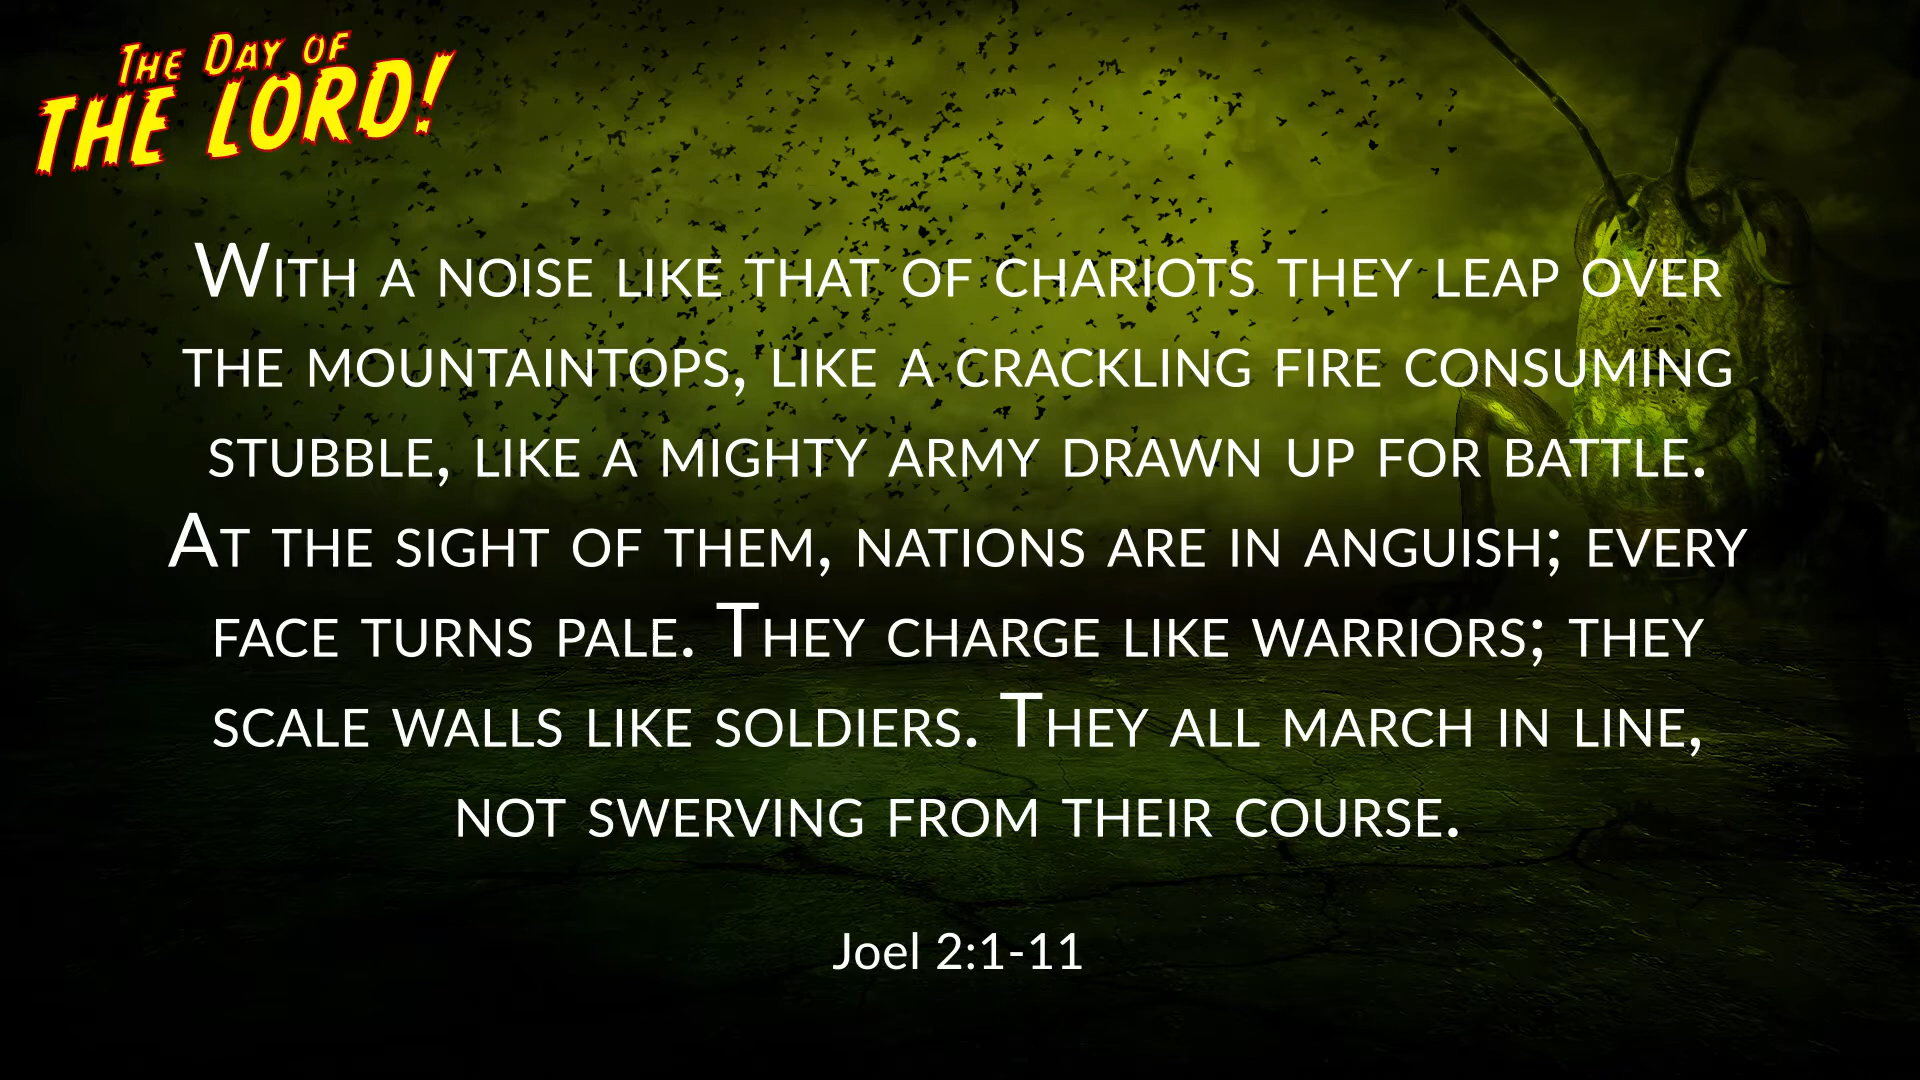 The Day of
THE LORD!
With a noise like that of chariots they leap over
the mountaintops, like a crackling fire consuming
stubble, like a mighty army drawn up for battle.
At the sight of them, nations are in anguish; every
face turns pale. They charge like warriors; they
scale walls like soldiers. They all march in line,
not swerving from their course.
Joel 2:1-11